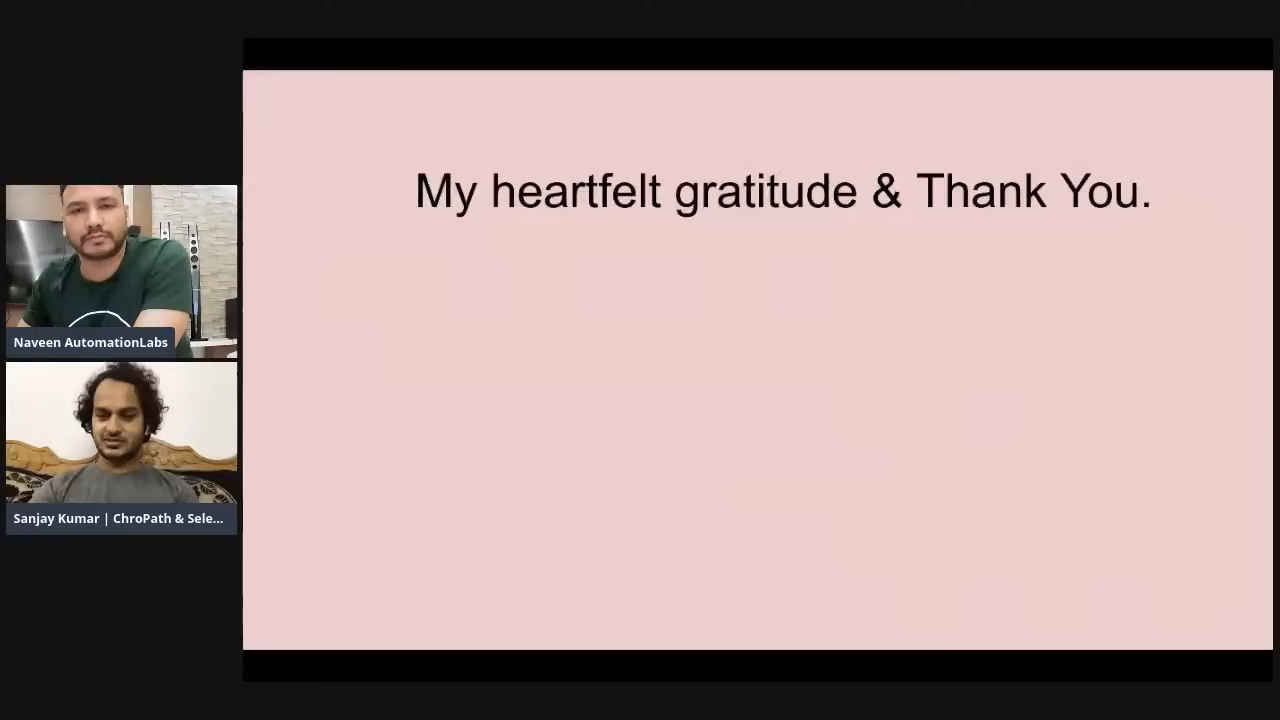 My heartfelt gratitude & Thank You.
Naveen AutomationLabs
Sanjay Kumar | ChroPath & Sele...